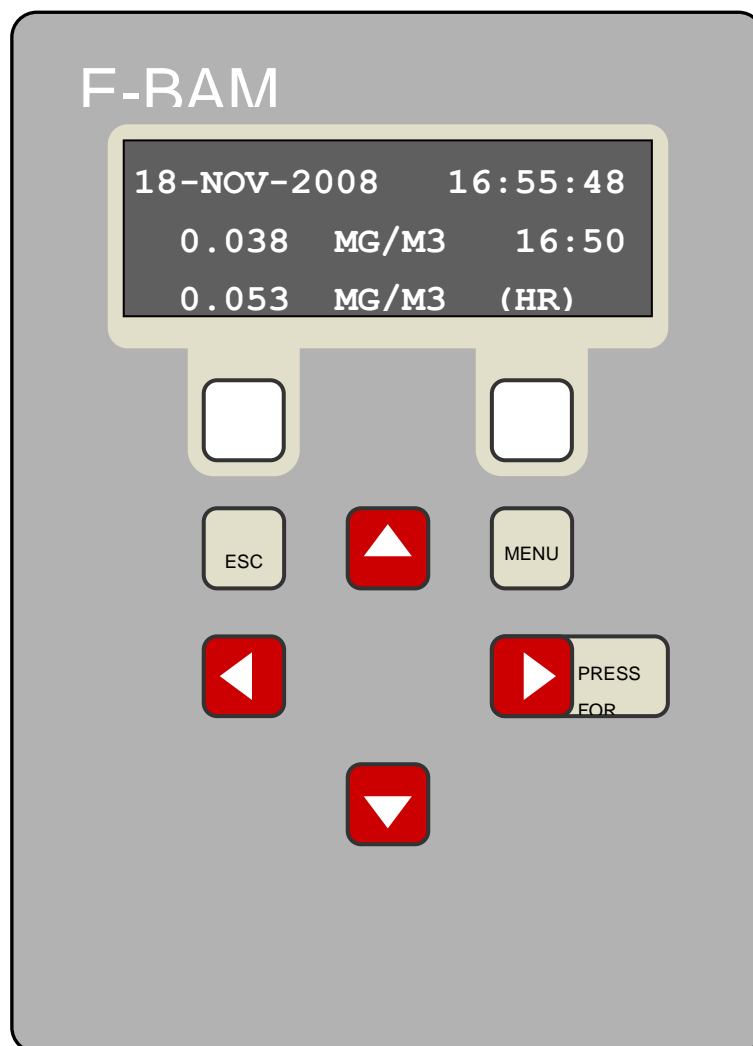 E-BAM
18-NOV-2008 16:55:48
0.038 MG/M3 16:50
0.053 MG/M3 (HR)
ESC
MENU
PRESS
FOR